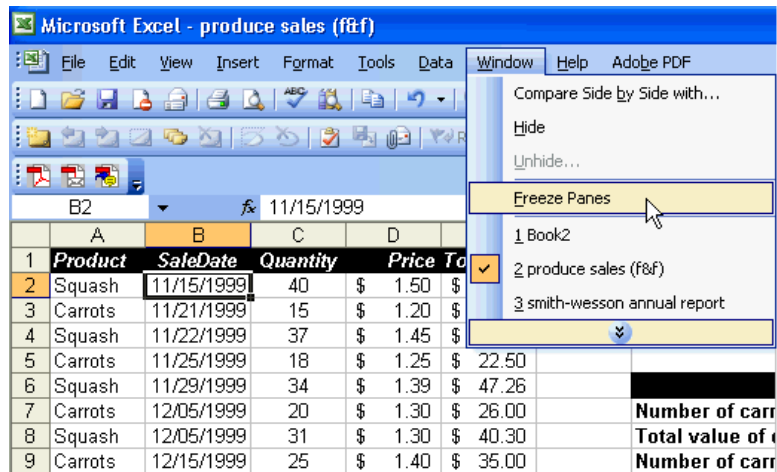 Microsoft Excel - produce sales (f&f)
File Edit View Insert Format Tools Data Window Help Adobe PDF
Compare Side by Side with...
Hide
Unhide...
Freeze Panes
1 Book2
2 produce sales (f&f)
3 smith-wesson annual report
B2 fx 11/15/1999
A B C D
1 Product SaleDate Quantity Price
2 Squash 11/15/1999 40 $ 1.50 $
3 Carrots 11/21/1999 15 $ 1.20 $
4 Squash 11/22/1999 37 $ 1.45 $
5 Carrots 11/25/1999 18 $ 1.25 $ 22.50
6 Squash 11/29/1999 34 $ 1.39 $ 47.26
7 Carrots 12/05/1999 20 $ 1.30 $ 26.00 Number of carr
8 Squash 12/05/1999 31 $ 1.30 $ 40.30 Total value of
9 Carrots 12/15/1999 25 $ 1.40 $ 35.00 Number of carr